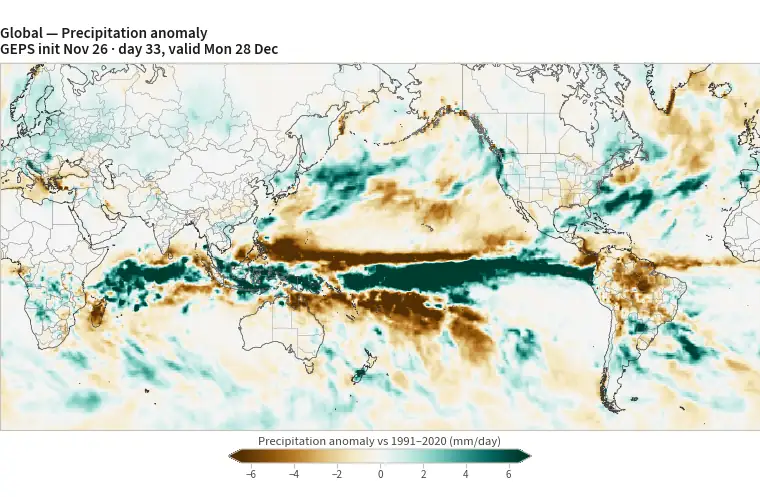 Global — Precipitation anomaly
GEPS init Nov 26 · day 33, valid Mon 28 Dec
Precipitation anomaly vs 1991–2020 (mm/day)
−6 −4 −2 0 2 4 6